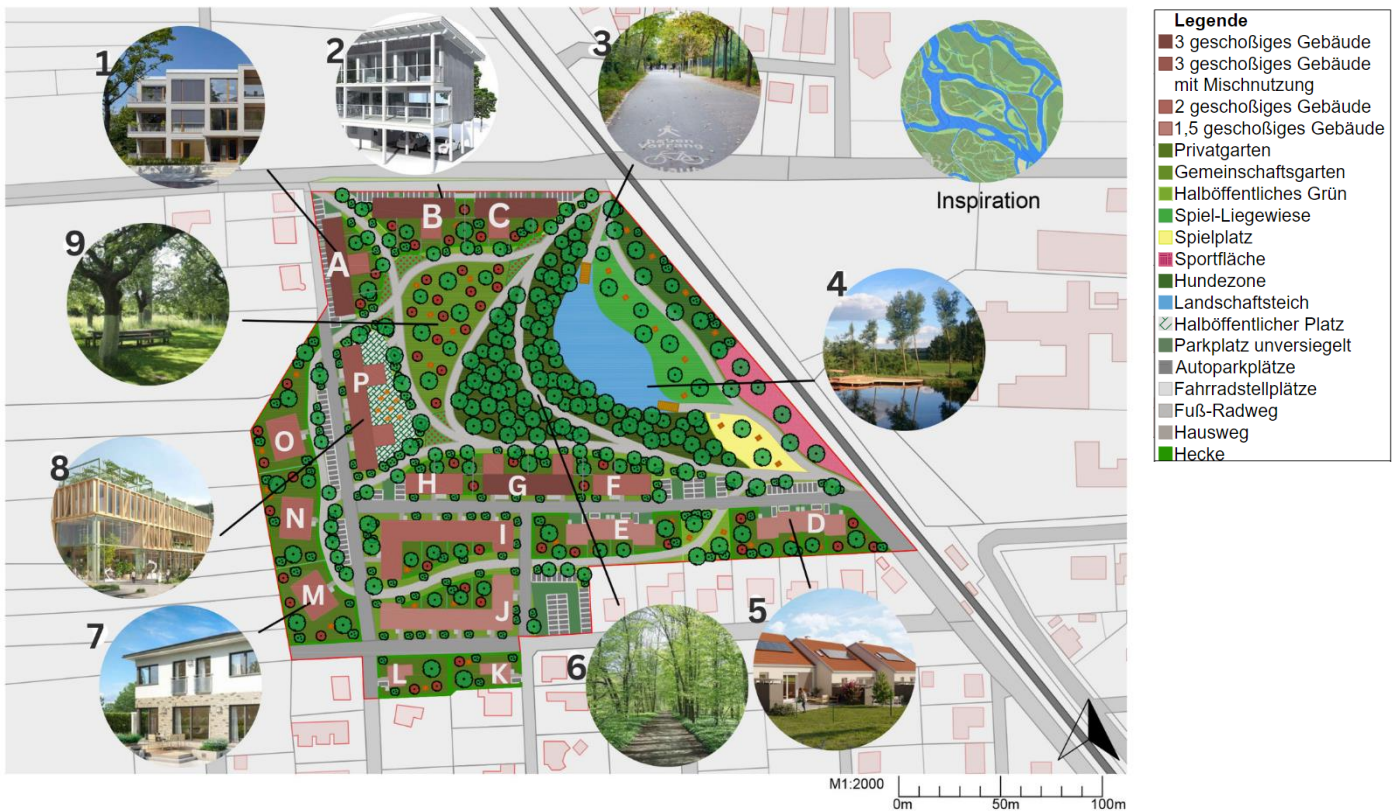 1
2
3
haben
vorrang
Inspiration
B
C
A
9
4
P
O
8
H
G
F
N
I
E
D
M
J
7
L
K
6
5
M1:2000
0m
50m
100m
Legende
3 geschoßiges Gebäude
3 geschoßiges Gebäude
mit Mischnutzung
2 geschoßiges Gebäude
1,5 geschoßiges Gebäude
Privatgarten
Gemeinschaftsgarten
Halböffentliches Grün
Spiel-Liegewiese
Spielplatz
Sportfläche
Hundezone
Landschaftsteich
Halböffentlicher Platz
Parkplatz unversiegelt
Autoparkplätze
Fahrradstellplätze
Fuß-Radweg
Hausweg
Hecke